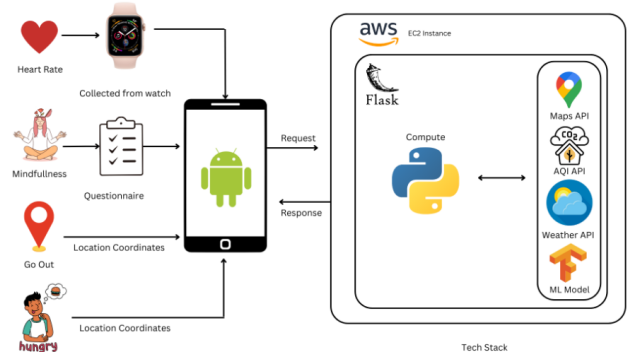 aws
EC2 Instance
Heart Rate
Collected from watch
Flask
Maps API
CO2
Request
Compute
AQI API
Mindfullness
Questionnaire
Response
Weather API
Location Coordinates
Go Out
ML Model
Location Coordinates
hungry
Tech Stack